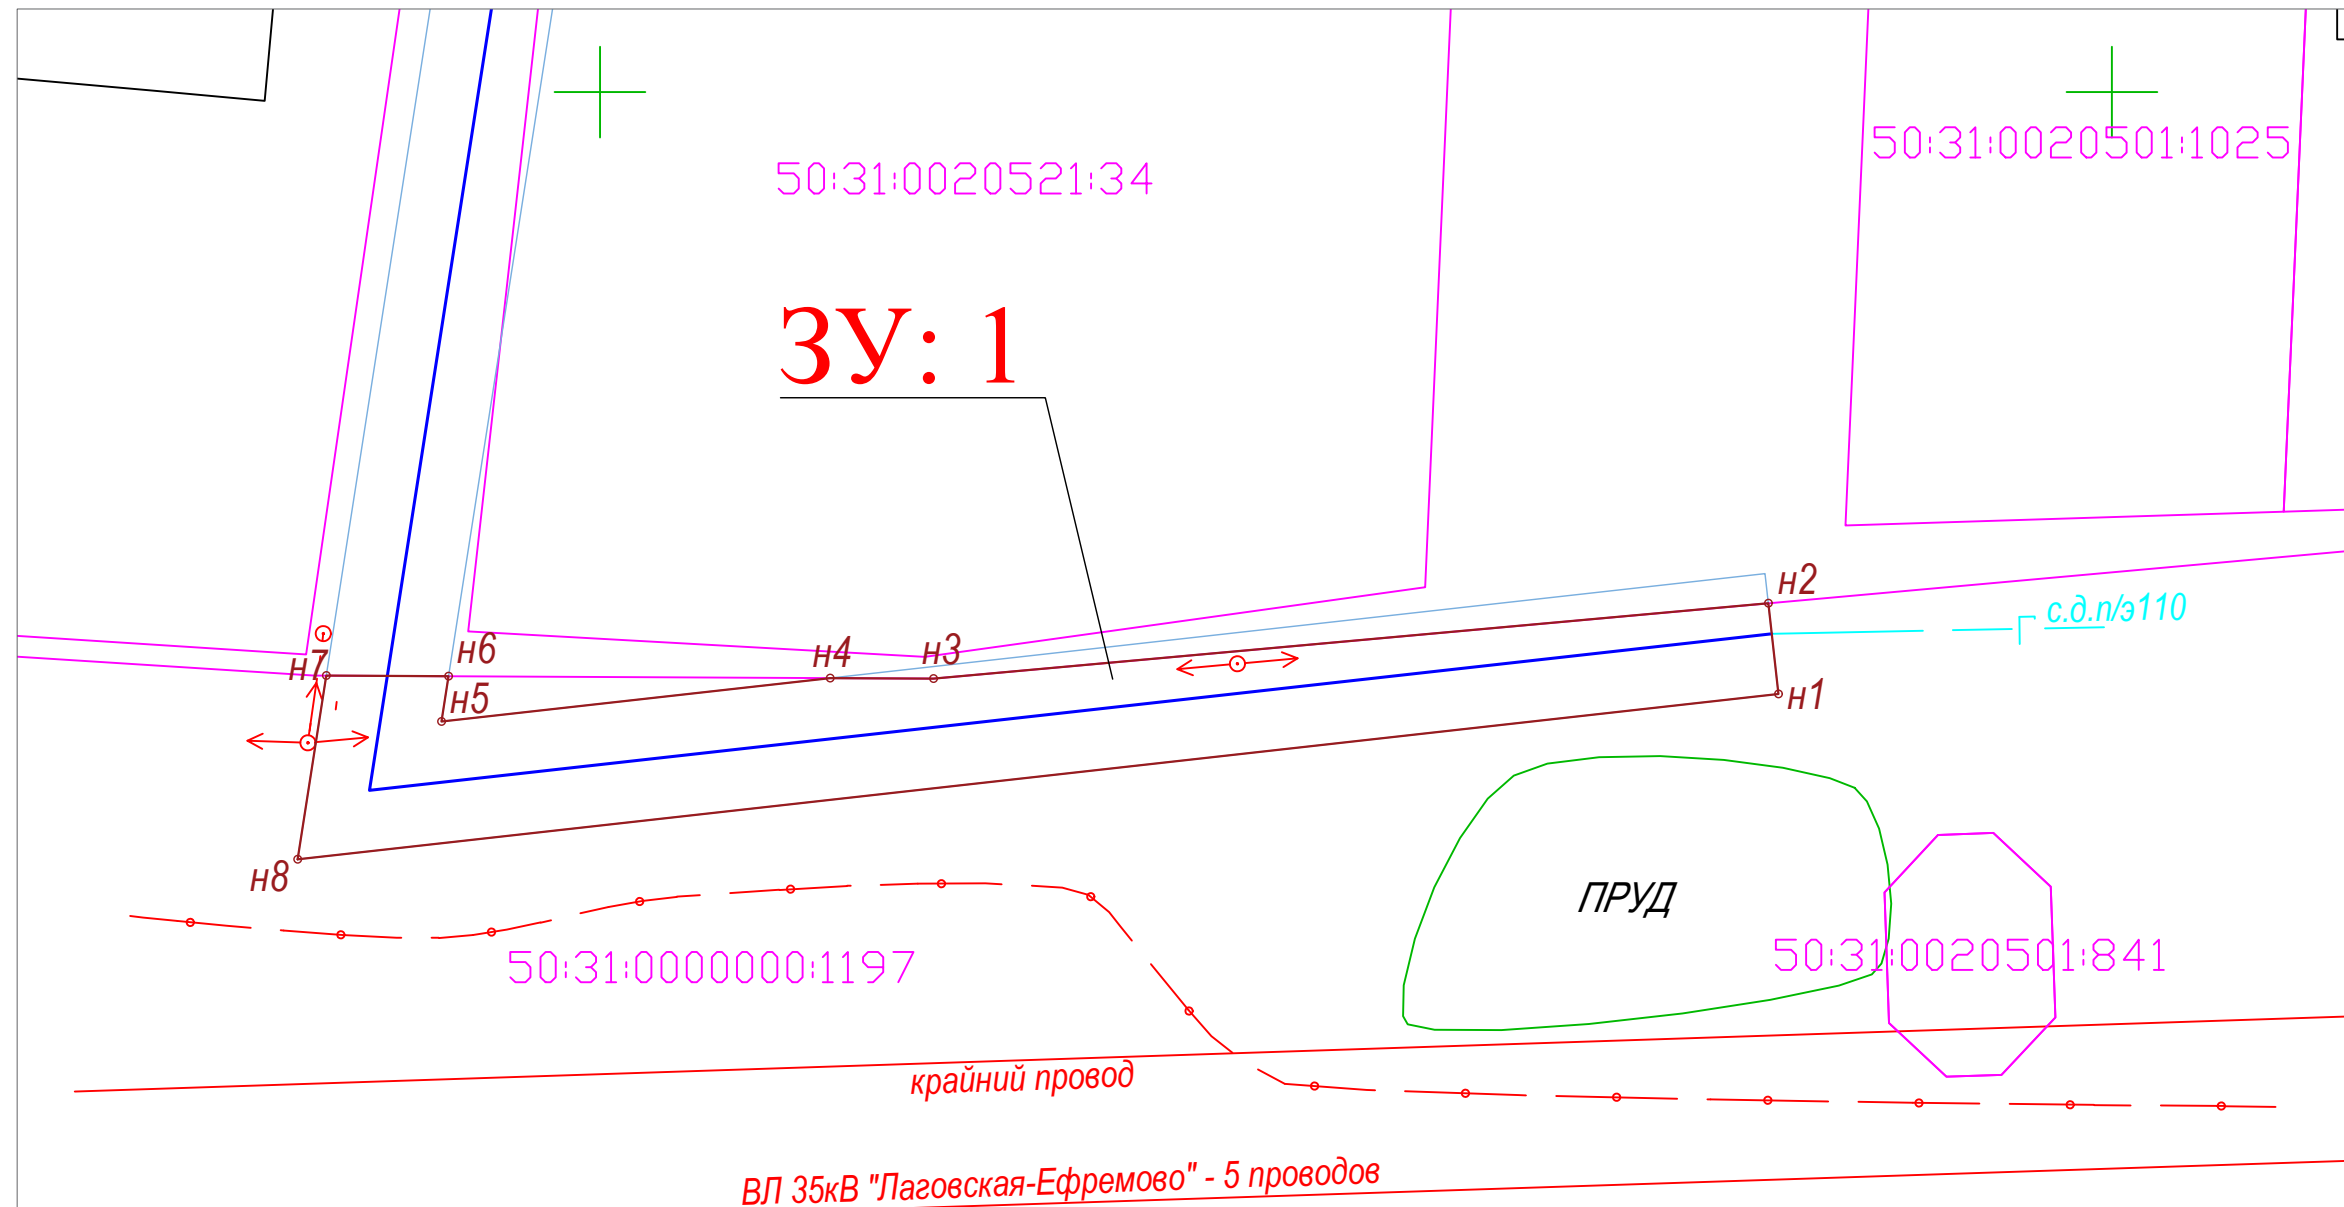 50:31:0020501:1025
50:31:0020521:34
ЗУ: 1
н2
с.д.п/э110
н6
н4
н3
н7
н5
н1
н8
ПРУД
50:31:0020501:841
50:31:0000000:1197
крайний провод
ВЛ 35кВ "Лаговская-Ефремово" - 5 проводов